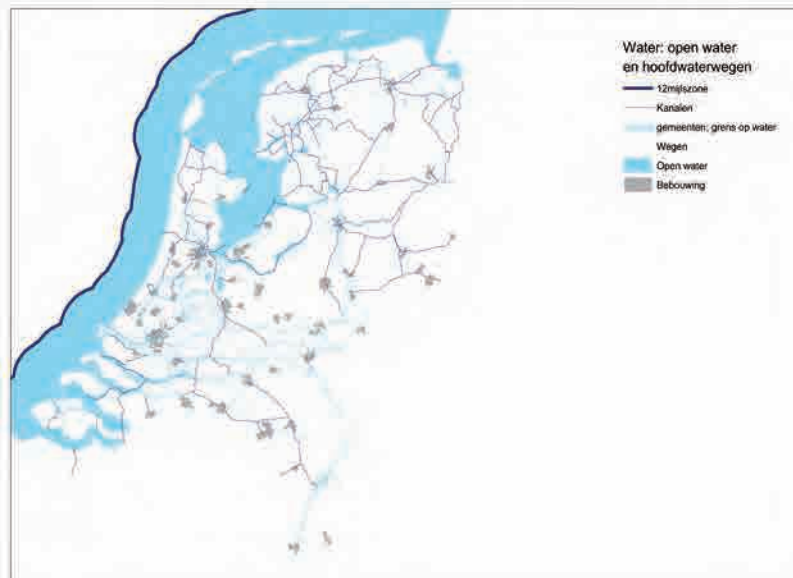 Water: open water
en hoofdwaterwegen
12mijlszone
Kanalen
gemeenten: grens op water
Wegen
Open water
Bebouwing